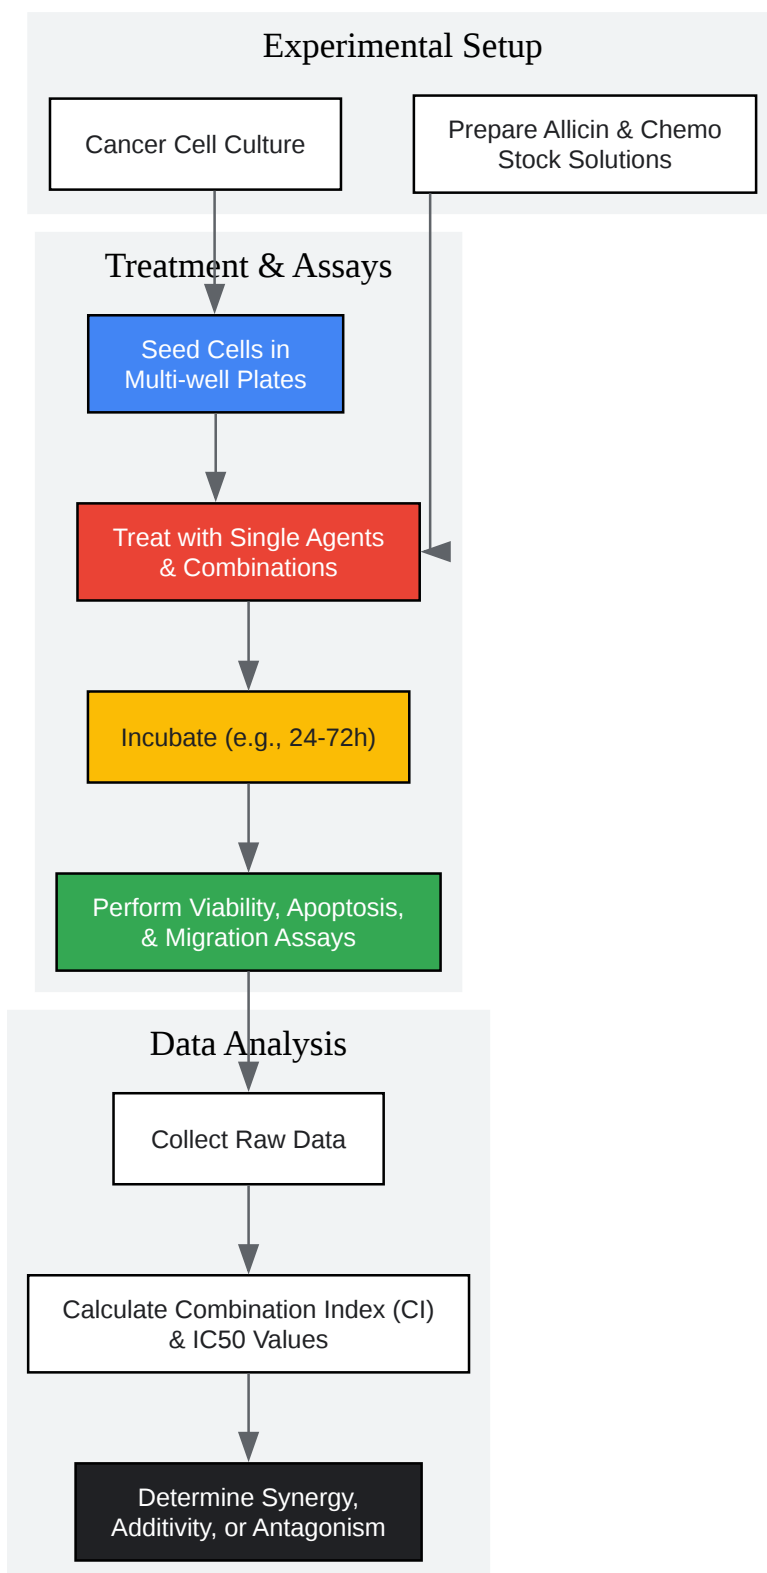 Experimental Setup
Cancer Cell Culture
Prepare Allicin & Chemo
Stock Solutions
Treatment & Assays
Seed Cells in
Multi-well Plates
Treat with Single Agents
& Combinations
Incubate (e.g., 24-72h)
Perform Viability, Apoptosis,
& Migration Assays
Data Analysis
Collect Raw Data
Calculate Combination Index (CI)
& IC50 Values
Determine Synergy,
Additivity, or Antagonism